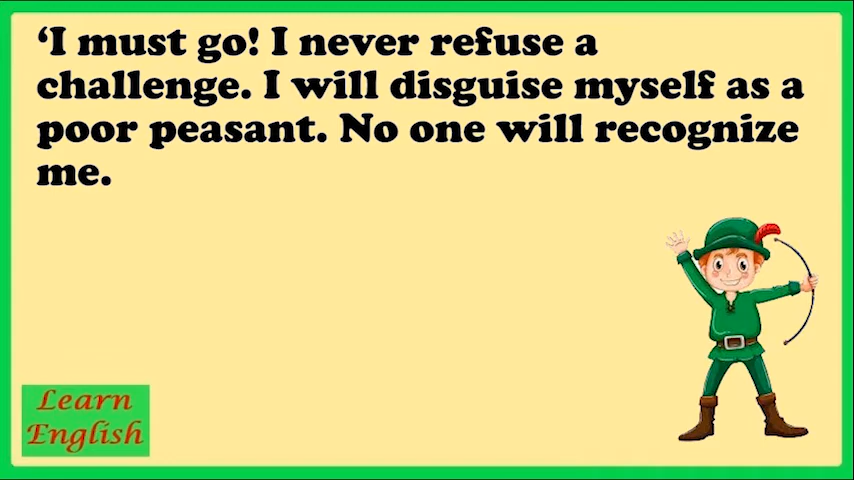 ‘I must go! I never refuse a
challenge. I will disguise myself as a
poor peasant. No one will recognize
me.
Learn
English